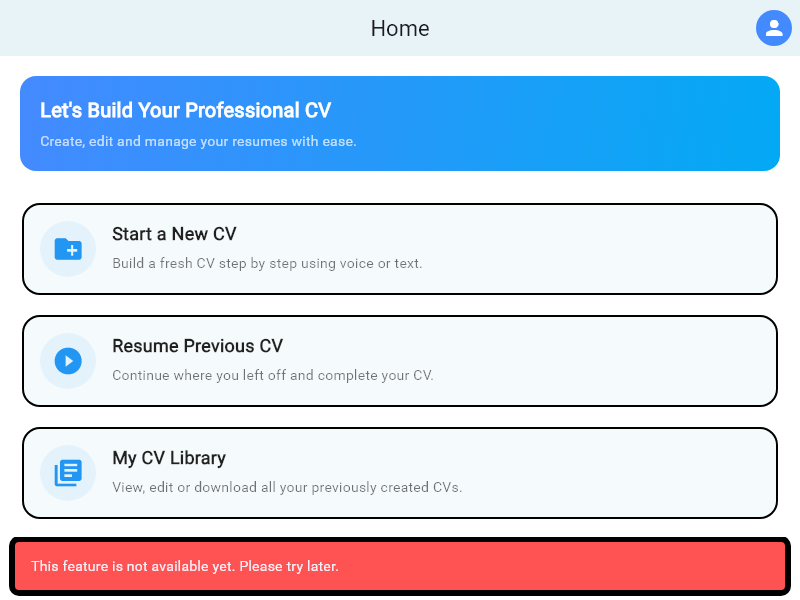 Home
Let's Build Your Professional CV
Create, edit and manage your resumes with ease.
Start a New CV
Build a fresh CV step by step using voice or text.
Resume Previous CV
Continue where you left off and complete your CV.
My CV Library
View, edit or download all your previously created CVs.
This feature is not available yet. Please try later.